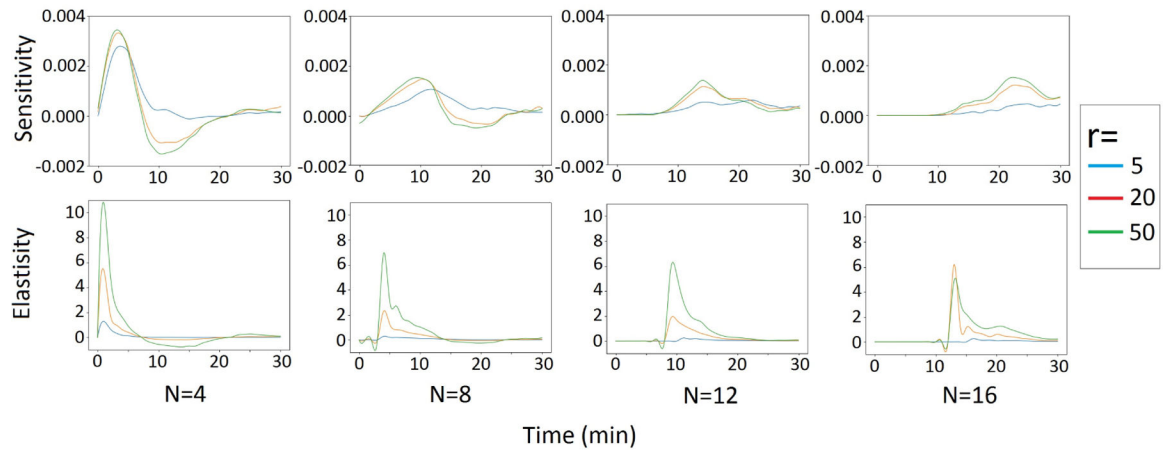 Sensitivity
0.004 0.004 0.004 0.004
0.002 0.002 0.002 0.002
0.000 0.000 0.000 0.000
-0.002 -0.002 -0.002 -0.002
0 10 20 30 0 10 20 30 0 10 20 30 0 10 20 30
r=
5
20
50
Elastisity
10 10 10 10
8 8 8 8
6 6 6 6
4 4 4 4
2 2 2 2
0 0 0 0
0 10 20 30 0 10 20 30 0 10 20 30 0 10 20 30
N=4 N=8 N=12 N=16
Time (min)